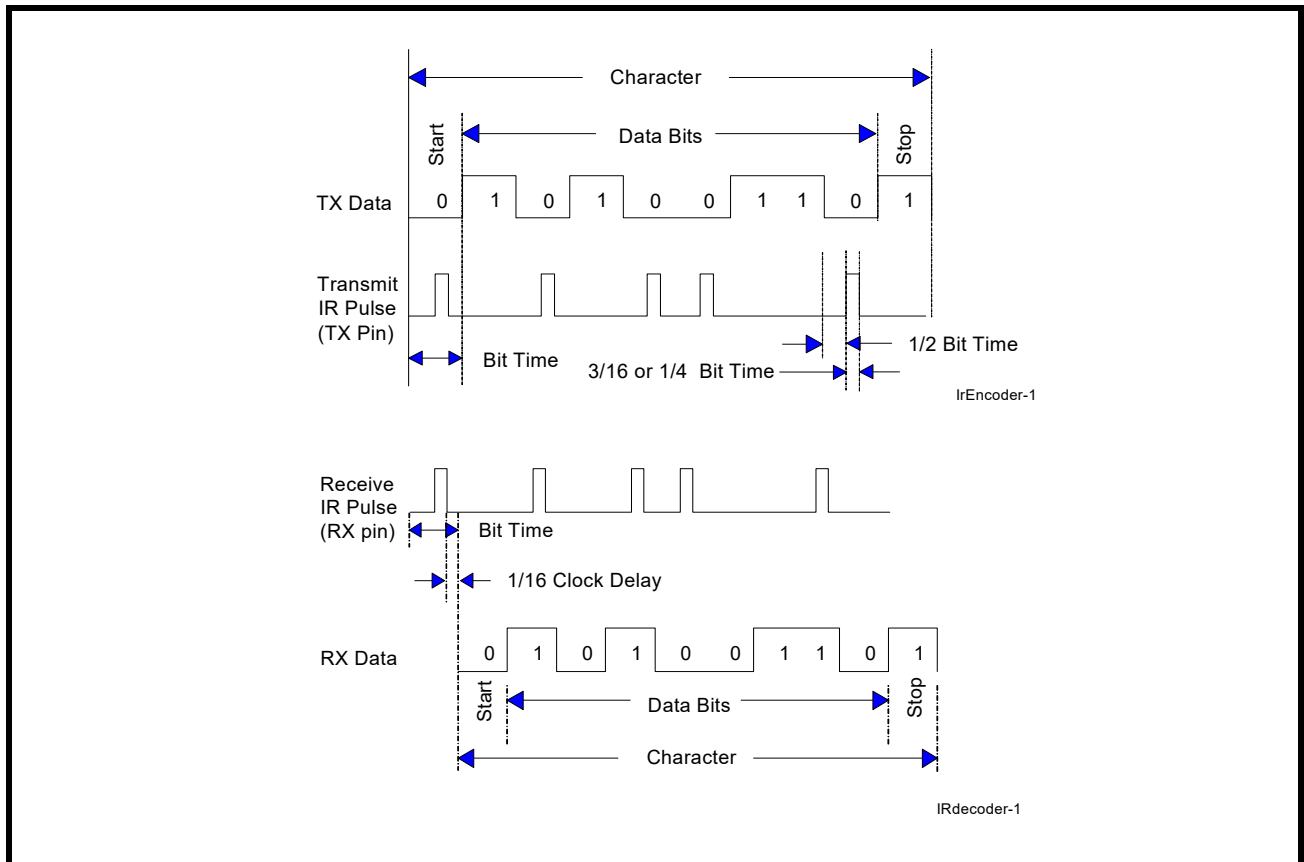 Character
Start
Data Bits
Stop
TX Data
0 1 0 1 0 0 1 1 0 1
Transmit
IR Pulse
(TX Pin)
Bit Time
1/2 Bit Time
3/16 or 1/4 Bit Time
IrEncoder-1
Receive
IR Pulse
(RX pin)
Bit Time
1/16 Clock Delay
RX Data
0 1 0 1 0 0 1 1 0 1
Start
Data Bits
Stop
Character
IRdecoder-1